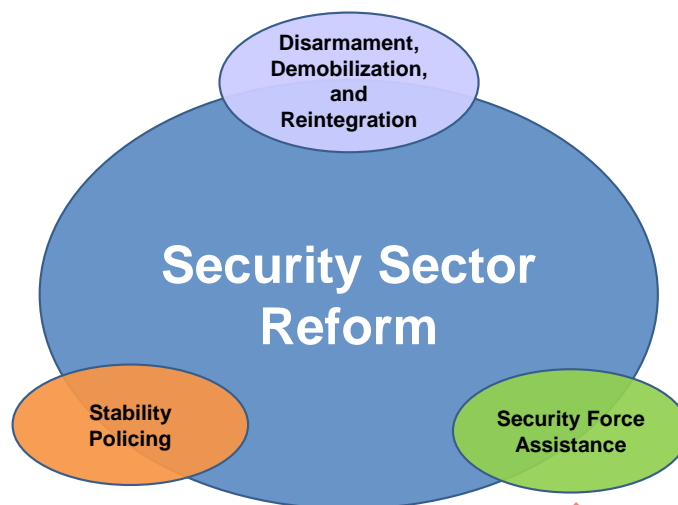 Disarmament,
Demobilization,
and
Reintegration
Security Sector
Reform
Stability
Policing
Security Force
Assistance